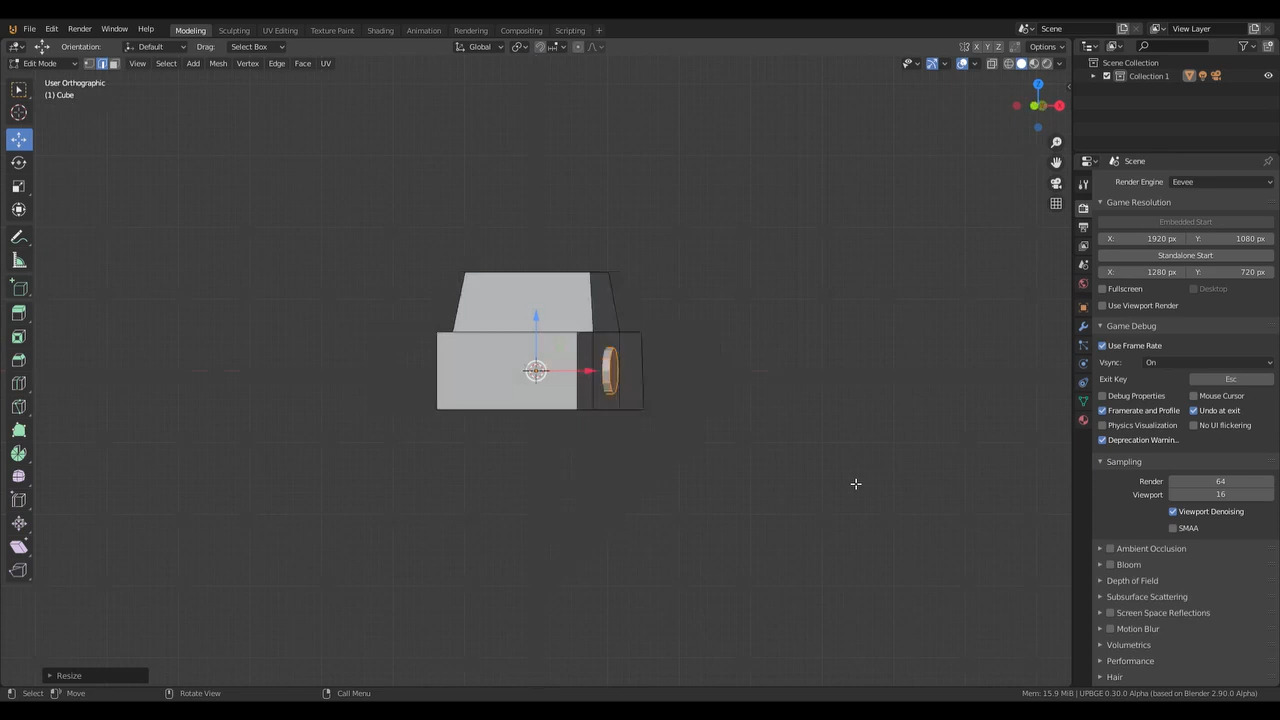 File Edit Render Window Help Modeling Sculpting UV Editing Texture Paint Shading Animation Rendering Compositing Scripting + Scene View Layer
Orientation: Default Drag: Select Box Global X Y Z Options
Edit Mode View Select Add Mesh Vertex Edge Face UV
User Orthographic
(1) Cube
Z
X
Scene Collection
Collection 1
Scene
Render Engine Eevee
Game Resolution
Embedded Start
X: 1920 px Y: 1080 px
Standalone Start
X: 1280 px Y: 720 px
Fullscreen Desktop
Use Viewport Render
Game Debug
Use Frame Rate
Vsync: On
Exit Key Esc
Debug Properties Mouse Cursor
Framerate and Profile Undo at exit
Physics Visualization No UI flickering
Deprecation Warnin...
Sampling
Render 64
Viewport 16
Viewport Denoising
SMAA
Ambient Occlusion
Bloom
Depth of Field
Subsurface Scattering
Screen Space Reflections
Motion Blur
Volumetrics
Performance
Hair
Resize
Select Move Rotate View Call Menu Mem: 15.9 MiB | UPBGE 0.30.0 Alpha (based on Blender 2.90.0 Alpha)